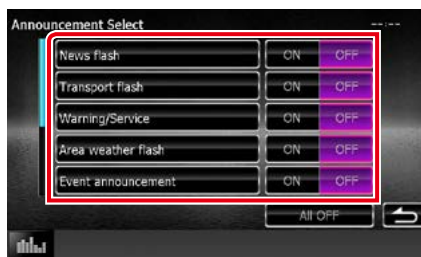 Announcement Select --:--
News flash ON OFF
Transport flash ON OFF
Warning/Service ON OFF
Area weather flash ON OFF
Event announcement ON OFF
All OFF